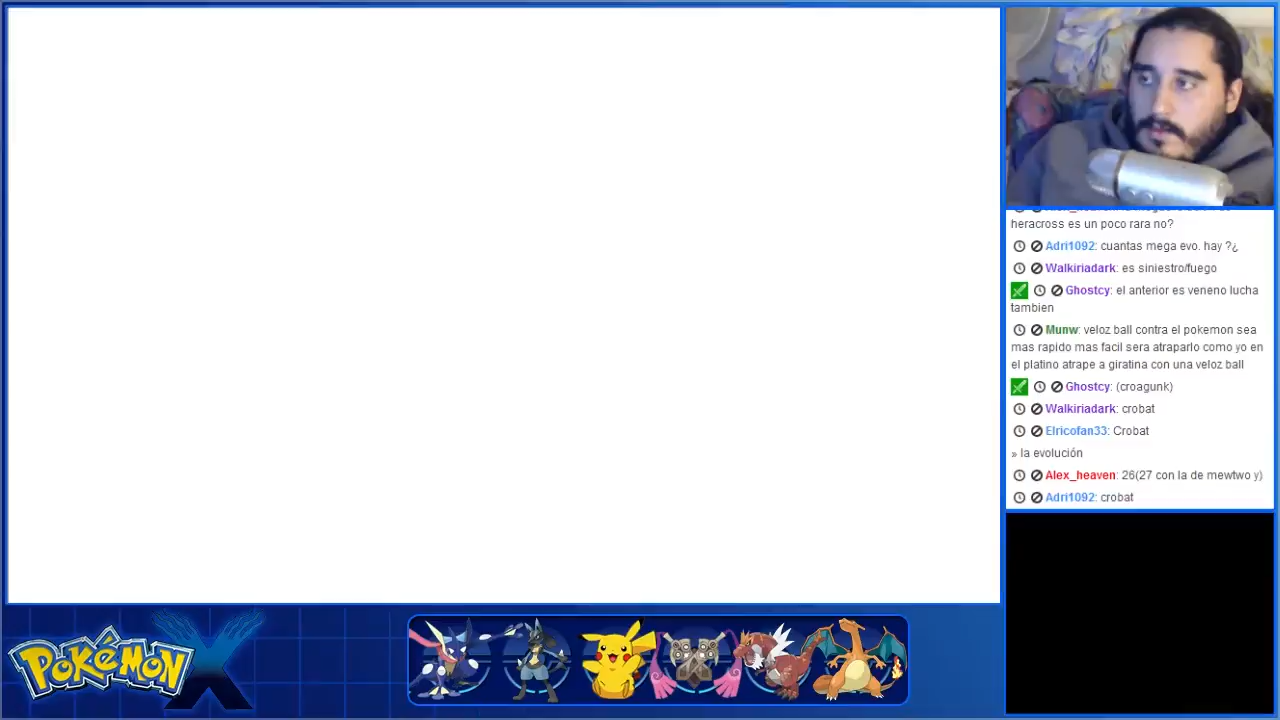 heracross es un poco rara no?
Adri1092: cuantas mega evo. hay ?¿
Walkiriadark: es siniestro/fuego
Ghostcy: el anterior es veneno lucha
tambien
Munw: veloz ball contra el pokemon sea
mas rapido mas facil sera atraparlo como yo en
el platino atrape a giratina con una veloz ball
Ghostcy: (croagunk)
Walkiriadark: crobat
Elricofan33: Crobat
» la evolución
Alex_heaven: 26(27 con la de mewtwo y)
Adri1092: crobat
POKéMON X